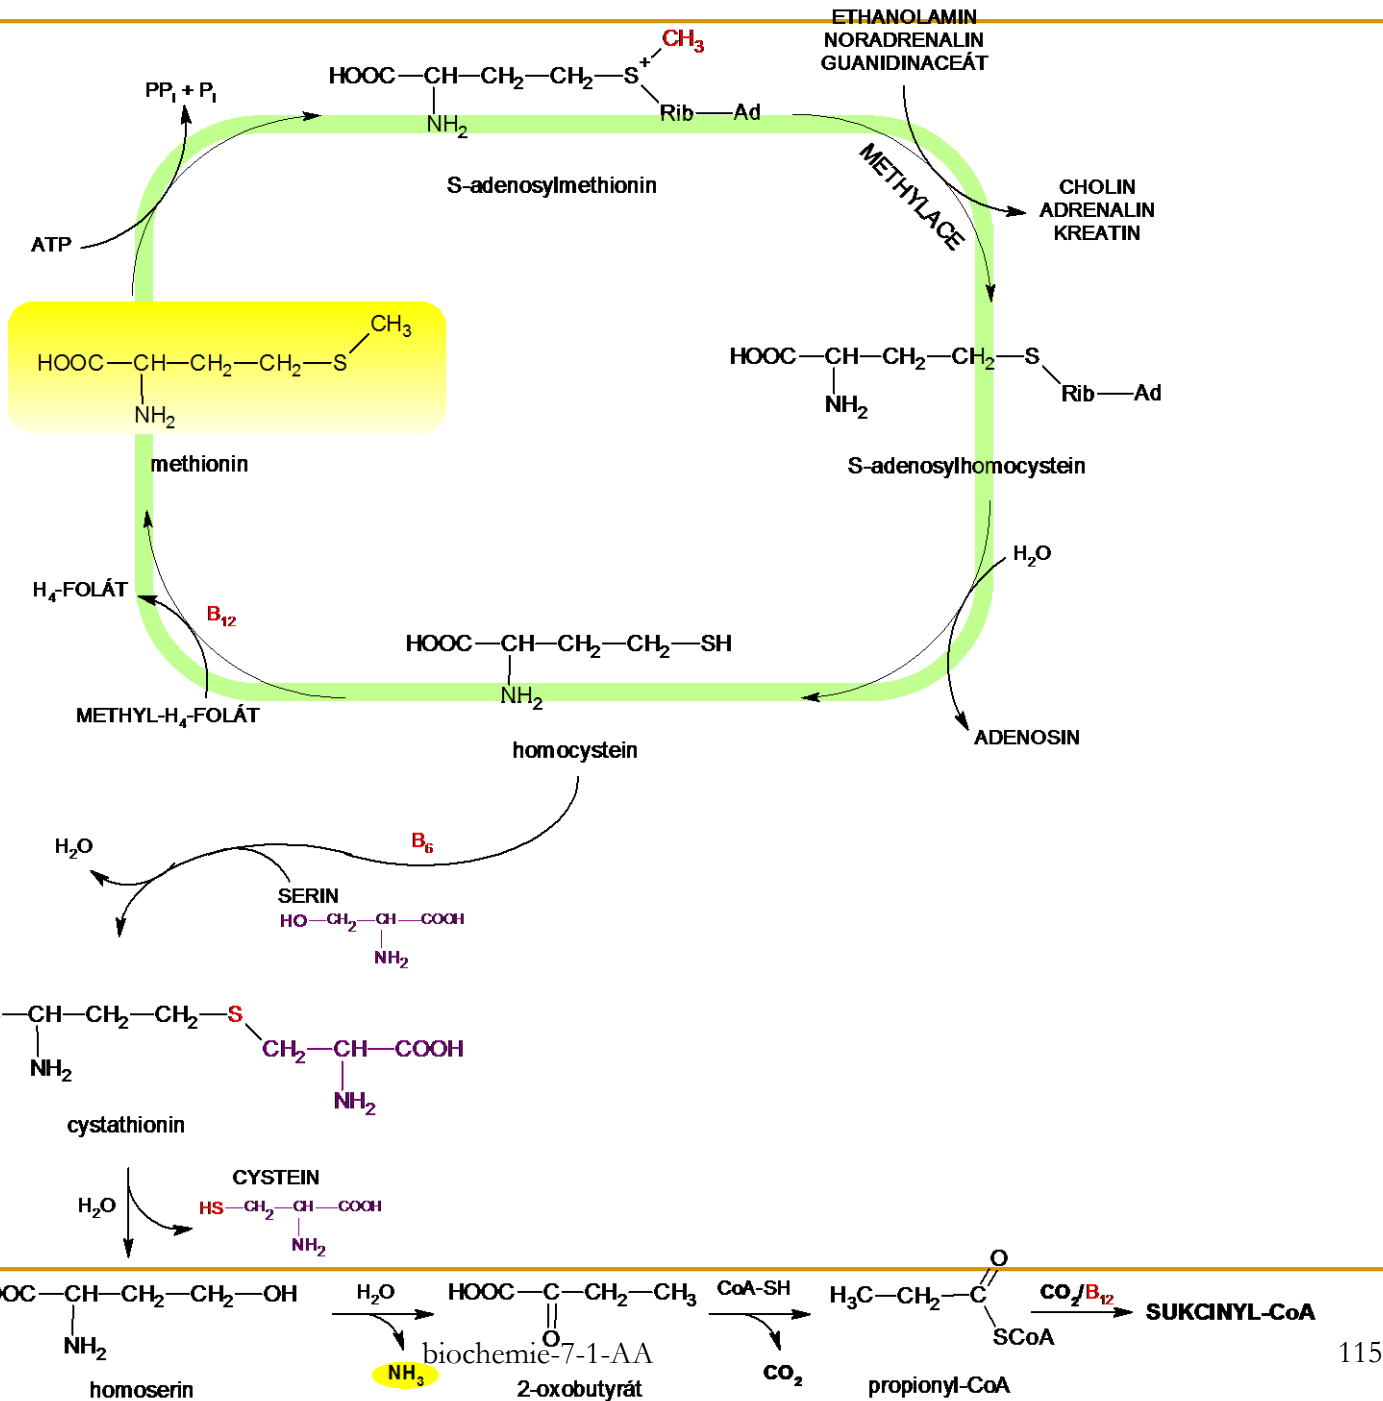 ETHANOLAMIN
NORADRENALIN
GUANIDINACEÁT
CH₃
HOOC—CH—CH₂—CH₂—S⁺
Rib—Ad
NH₂
S-adenosylmethionin
PPᵢ + Pᵢ
METHYLACE
CHOLIN
ADRENALIN
KREATIN
ATP
CH₃
HOOC—CH—CH₂—CH₂—S
NH₂
methionin
HOOC—CH—CH₂—CH₂—S
Rib—Ad
NH₂
S-adenosylhomocystein
H₂O
H₄-FOLÁT
B₁₂
HOOC—CH—CH₂—CH₂—SH
NH₂
METHYL-H₄-FOLÁT
ADENOSIN
homocystein
B₆
H₂O
SERIN
HO—CH₂—CH—COOH
NH₂
—CH—CH₂—CH₂—S
CH₂—CH—COOH
NH₂
NH₂
cystathionin
CYSTEIN
H₂O
HS—CH₂—CH—COOH
NH₂
OC—CH—CH₂—CH₂—OH
NH₂
homoserin
H₂O
NH₃
HOOC—C—CH₂—CH₃
O
2-oxobutyrát
CoA-SH
CO₂
O
H₃C—CH₂—C
SCoA
propionyl-CoA
CO₂/B₁₂
SUKCINYL-CoA
biochemie-7-1-AA
115